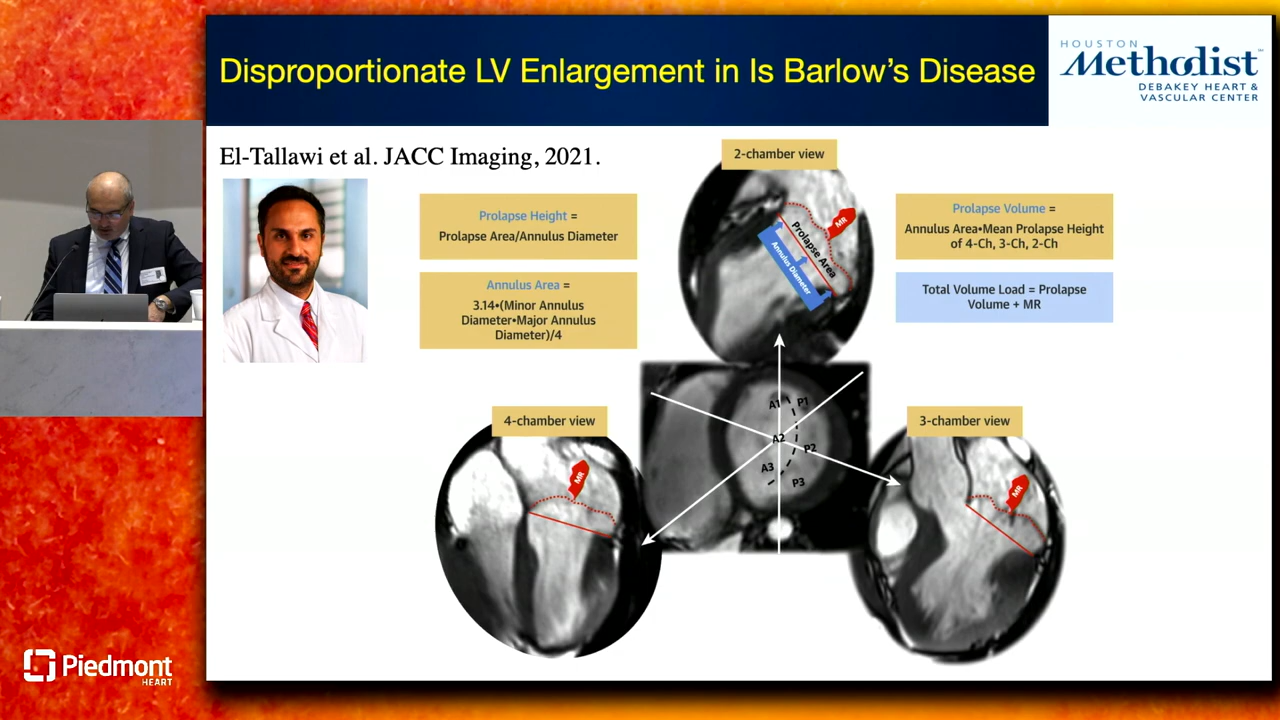 Disproportionate LV Enlargement in Is Barlow's Disease
HOUSTON
Methodist
DEBAKEY HEART &
VASCULAR CENTER
El-Tallawi et al. JACC Imaging, 2021.
2-chamber view
Prolapse Height =
Prolapse Area/Annulus Diameter
Annulus Area =
3.14•(Minor Annulus
Diameter•Major Annulus
Diameter)/4
MR
Prolapse Area
Annulus Diameter
Prolapse Volume =
Annulus Area•Mean Prolapse Height
of 4-Ch, 3-Ch, 2-Ch
Total Volume Load = Prolapse
Volume + MR
A1 P1
A2 P2
A3 P3
4-chamber view
MR
3-chamber view
MR
Piedmont
HEART